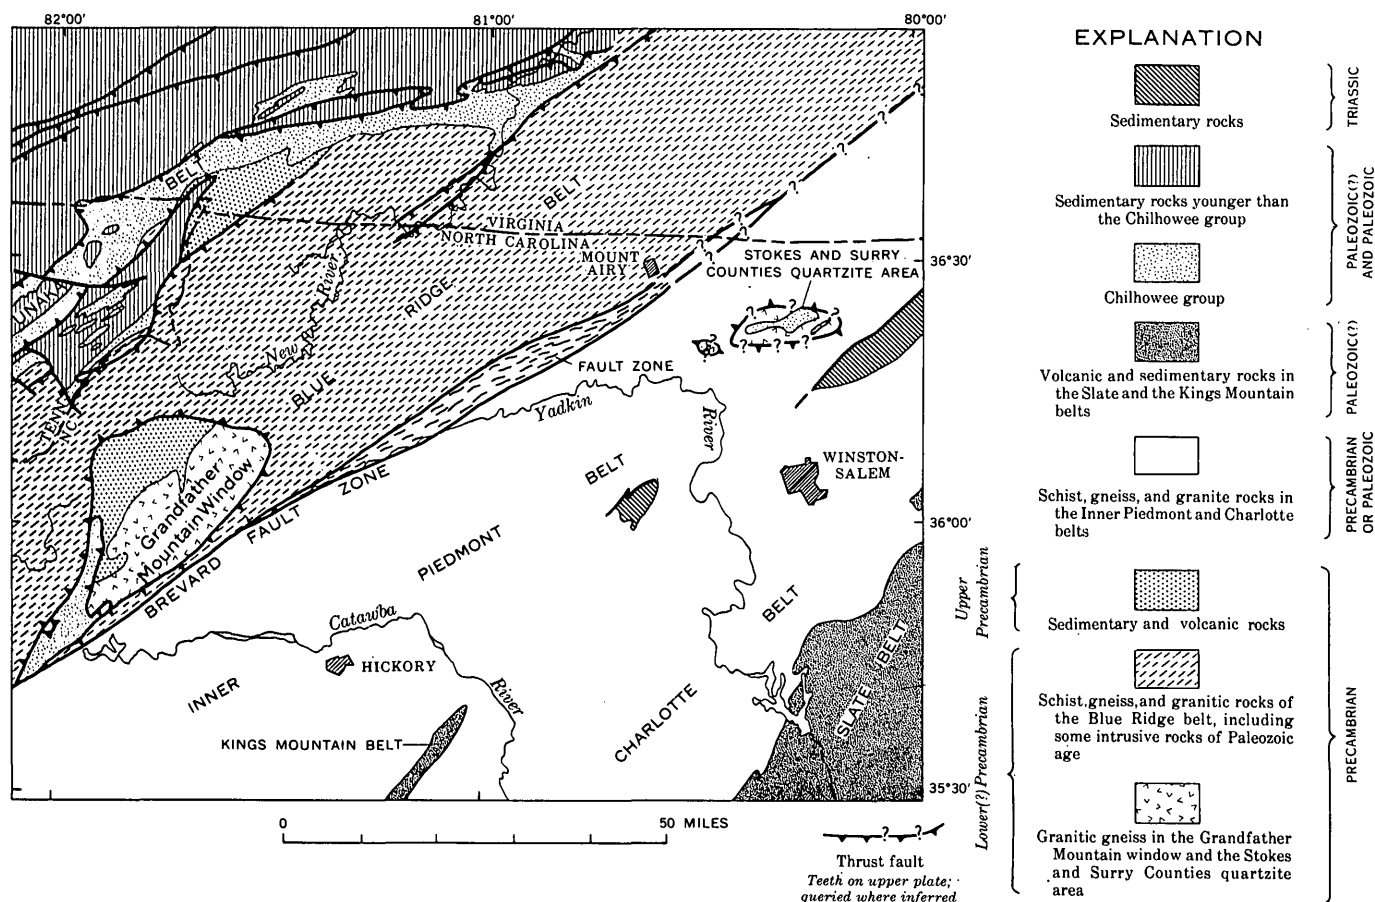 82°00'
81°00'
80°00'
BELT
VIRGINIA
NORTH CAROLINA
BELT
MOUNT
AIRY
STOKES AND SURRY
COUNTIES QUARTZITE AREA
36°30'
UNAKA
New River
RIDGE
BLUE
TENN
NC
FAULT ZONE
Yadkin
River
BELT
WINSTON-
SALEM
Grandfather
Mountain Window
BREVARD
FAULT
ZONE
36°00'
PIEDMONT
BELT
Catawba
River
HICKORY
INNER
CHARLOTTE
SLATE BELT
KINGS MOUNTAIN BELT
35°30'
0
50 MILES
?
Thrust fault
Teeth on upper plate;
queried where inferred
EXPLANATION
Sedimentary rocks
TRIASSIC
Sedimentary rocks younger than
the Chilhowee group
Chilhowee group
PALEOZOIC(?)
AND PALEOZOIC
Volcanic and sedimentary rocks in
the Slate and the Kings Mountain
belts
PALEOZOIC(?)
Schist, gneiss, and granite rocks in
the Inner Piedmont and Charlotte
belts
PRECAMBRIAN
OR PALEOZOIC
Upper
Precambrian
Sedimentary and volcanic rocks
Lower(?) Precambrian
Schist, gneiss, and granitic rocks of
the Blue Ridge belt, including
some intrusive rocks of Paleozoic
age
Granitic gneiss in the Grandfather
Mountain window and the Stokes
and Surry Counties quartzite
area
PRECAMBRIAN